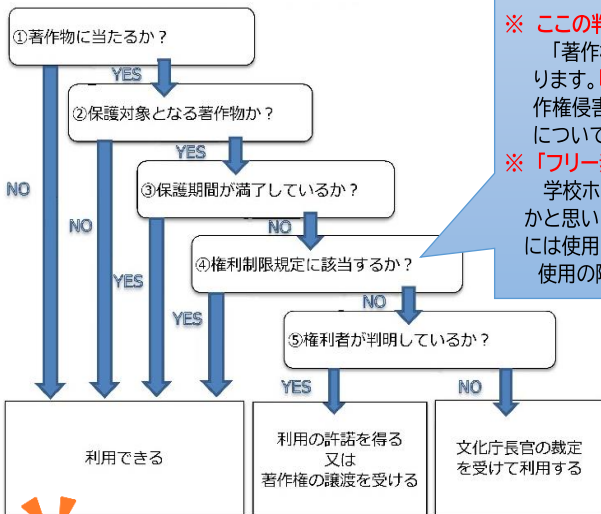 ①著作物に当たるか？
YES
②保護対象となる著作物か？
YES
NO
③保護期間が満了しているか？
NO
NO
④権利制限規定に該当するか？
YES
NO
YES
⑤権利者が判明しているか？
YES
NO
利用できる
利用の許諾を得る
又は
著作権の譲渡を受ける
文化庁長官の裁定
を受けて利用する
※ ここの判
「著作
ります。
作権侵害
について
※ 「フリー
学校ホ
かと思い
には使用
使用の